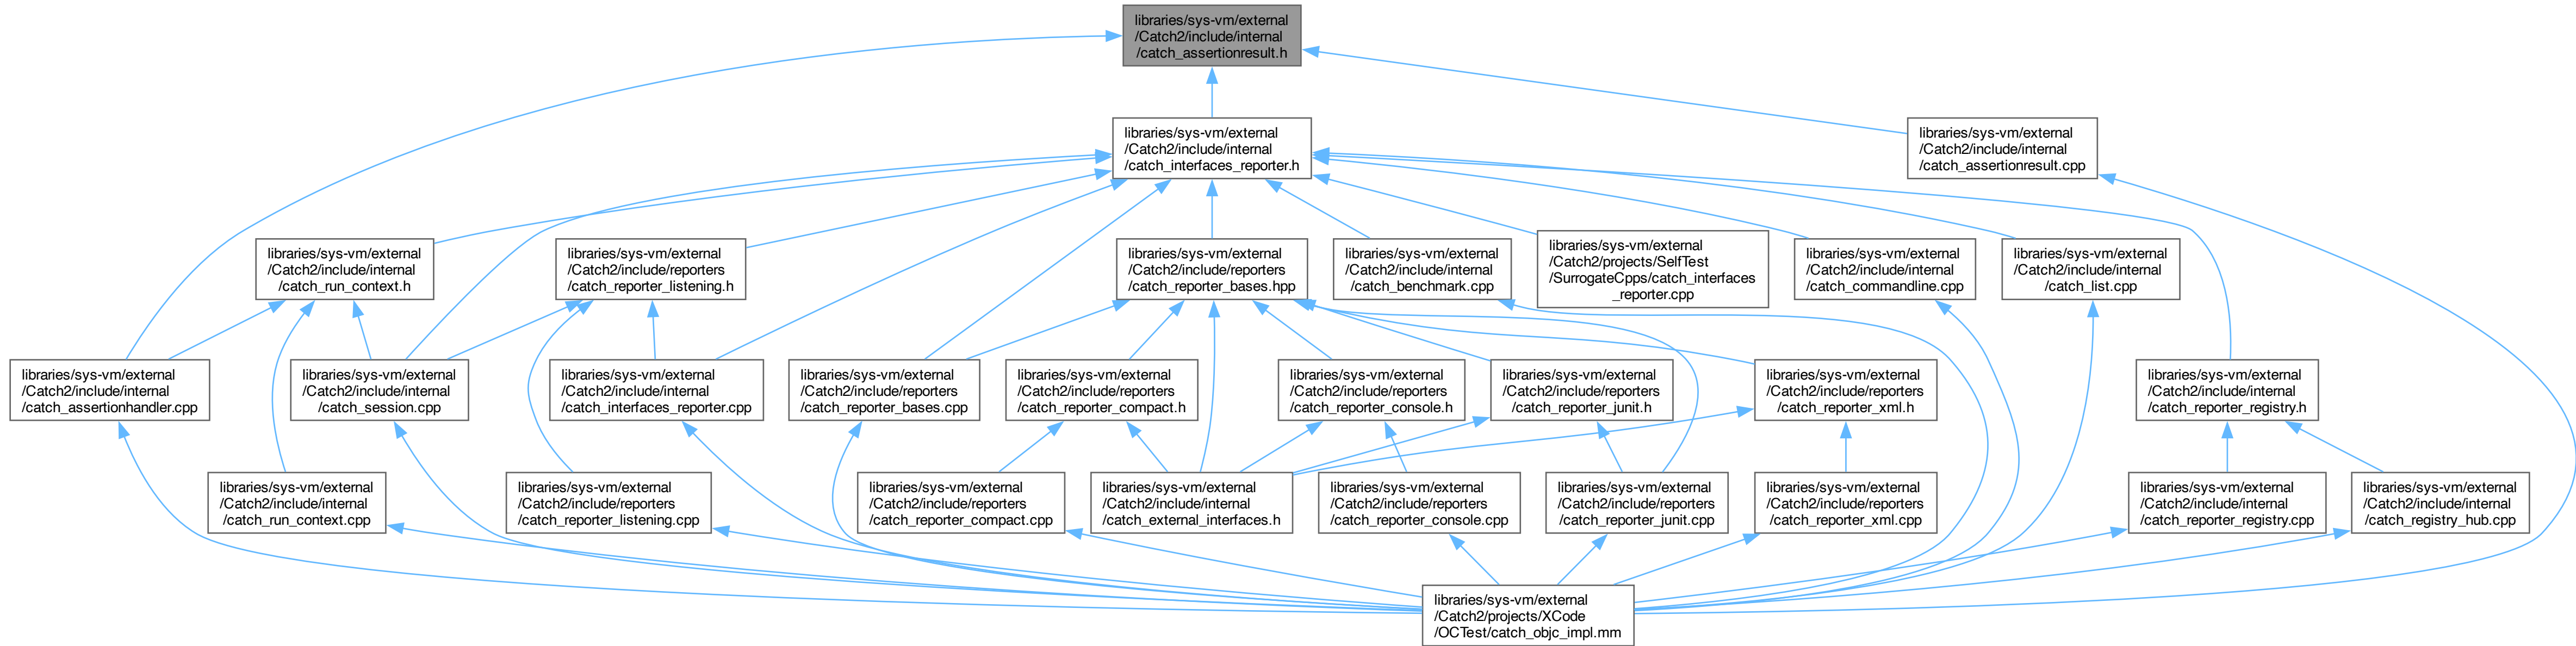 libraries/sys-vm/external
/Catch2/include/internal
/catch_assertionresult.h
libraries/sys-vm/external
/Catch2/include/internal
/catch_interfaces_reporter.h
libraries/sys-vm/external
/Catch2/include/internal
/catch_assertionresult.cpp
libraries/sys-vm/external
/Catch2/include/internal
/catch_run_context.h
libraries/sys-vm/external
/Catch2/include/reporters
/catch_reporter_listening.h
libraries/sys-vm/external
/Catch2/include/reporters
/catch_reporter_bases.hpp
libraries/sys-vm/external
/Catch2/include/internal
/catch_benchmark.cpp
libraries/sys-vm/external
/Catch2/projects/SelfTest
/SurrogateCpps/catch_interfaces
_reporter.cpp
libraries/sys-vm/external
/Catch2/include/internal
/catch_commandline.cpp
libraries/sys-vm/external
/Catch2/include/internal
/catch_list.cpp
libraries/sys-vm/external
/Catch2/include/internal
/catch_assertionhandler.cpp
libraries/sys-vm/external
/Catch2/include/internal
/catch_session.cpp
libraries/sys-vm/external
/Catch2/include/internal
/catch_interfaces_reporter.cpp
libraries/sys-vm/external
/Catch2/include/reporters
/catch_reporter_bases.cpp
libraries/sys-vm/external
/Catch2/include/reporters
/catch_reporter_compact.h
libraries/sys-vm/external
/Catch2/include/reporters
/catch_reporter_console.h
libraries/sys-vm/external
/Catch2/include/reporters
/catch_reporter_junit.h
libraries/sys-vm/external
/Catch2/include/reporters
/catch_reporter_xml.h
libraries/sys-vm/external
/Catch2/include/internal
/catch_reporter_registry.h
libraries/sys-vm/external
/Catch2/include/internal
/catch_run_context.cpp
libraries/sys-vm/external
/Catch2/include/reporters
/catch_reporter_listening.cpp
libraries/sys-vm/external
/Catch2/include/reporters
/catch_reporter_compact.cpp
libraries/sys-vm/external
/Catch2/include/internal
/catch_external_interfaces.h
libraries/sys-vm/external
/Catch2/include/reporters
/catch_reporter_console.cpp
libraries/sys-vm/external
/Catch2/include/reporters
/catch_reporter_junit.cpp
libraries/sys-vm/external
/Catch2/include/reporters
/catch_reporter_xml.cpp
libraries/sys-vm/external
/Catch2/include/internal
/catch_reporter_registry.cpp
libraries/sys-vm/external
/Catch2/include/internal
/catch_registry_hub.cpp
libraries/sys-vm/external
/Catch2/projects/XCode
/OCTest/catch_objc_impl.mm